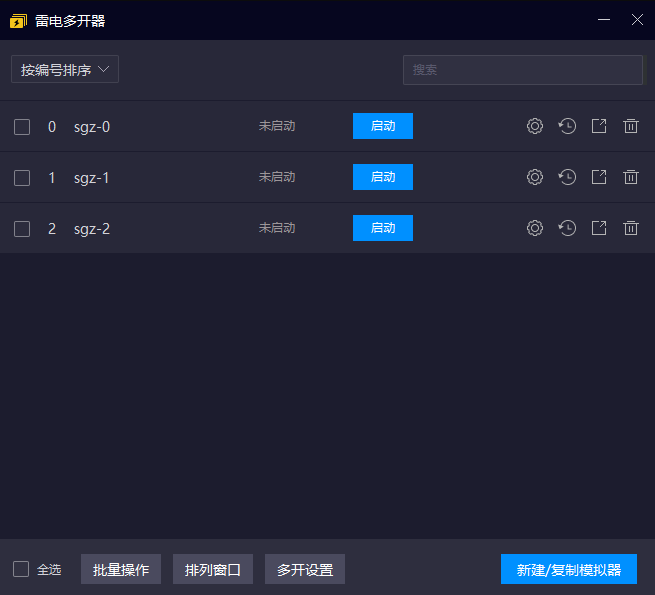 雷电多开器
按编号排序 搜索
0 sgz-0 未启动 启动
1 sgz-1 未启动 启动
2 sgz-2 未启动 启动
全选 批量操作 排列窗口 多开设置 新建/复制模拟器